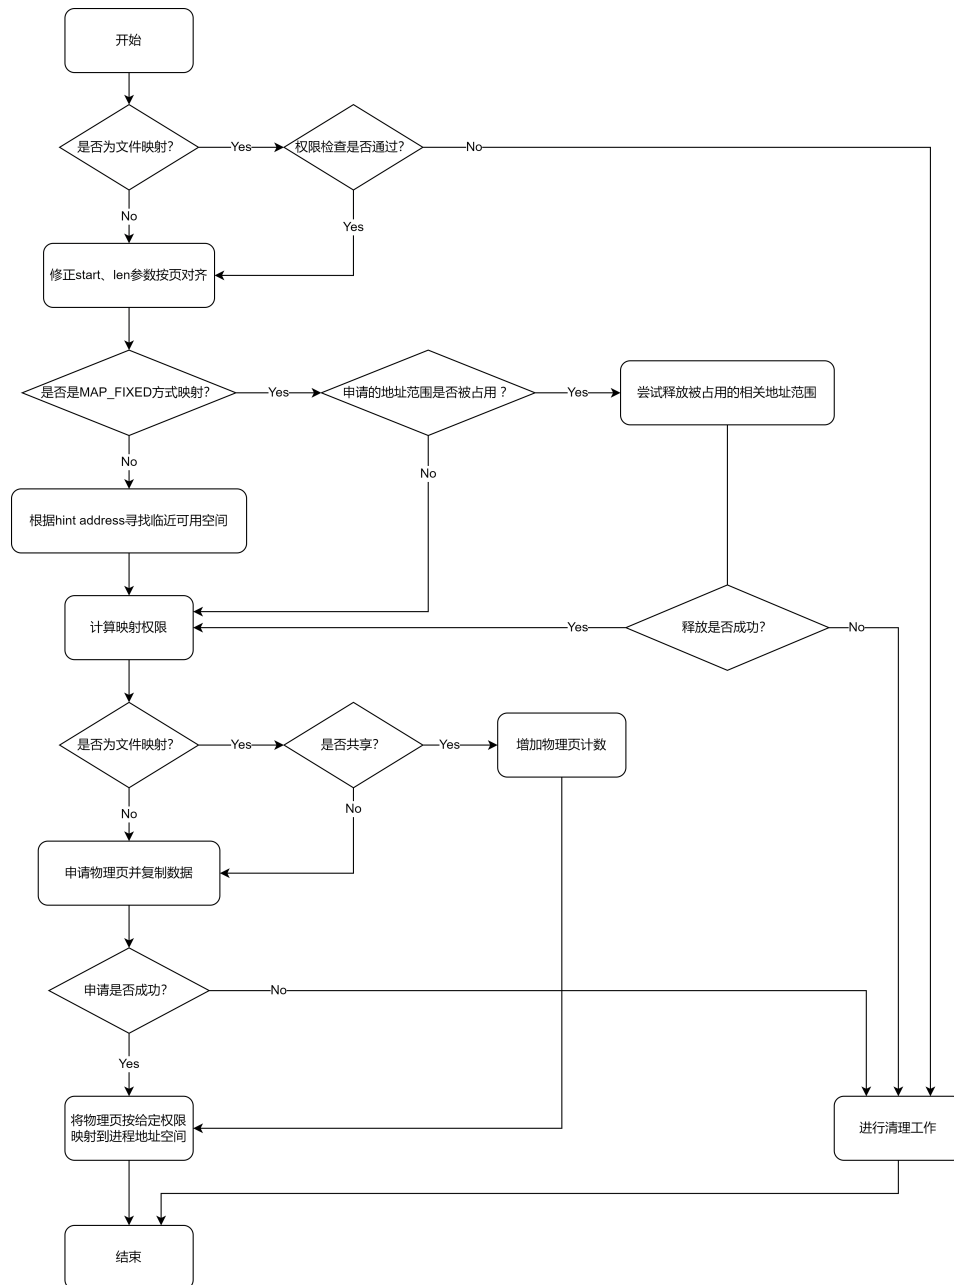 开始
是否为文件映射?
Yes
权限检查是否通过?
No
No
Yes
修正start、len参数按页对齐
是否是MAP_FIXED方式映射?
Yes
申请的地址范围是否被占用？
Yes
尝试释放被占用的相关地址范围
No
No
根据hint address寻找临近可用空间
计算映射权限
Yes
释放是否成功?
No
是否为文件映射?
Yes
是否共享?
Yes
增加物理页计数
No
No
申请物理页并复制数据
申请是否成功?
No
Yes
将物理页按给定权限
映射到进程地址空间
进行清理工作
结束